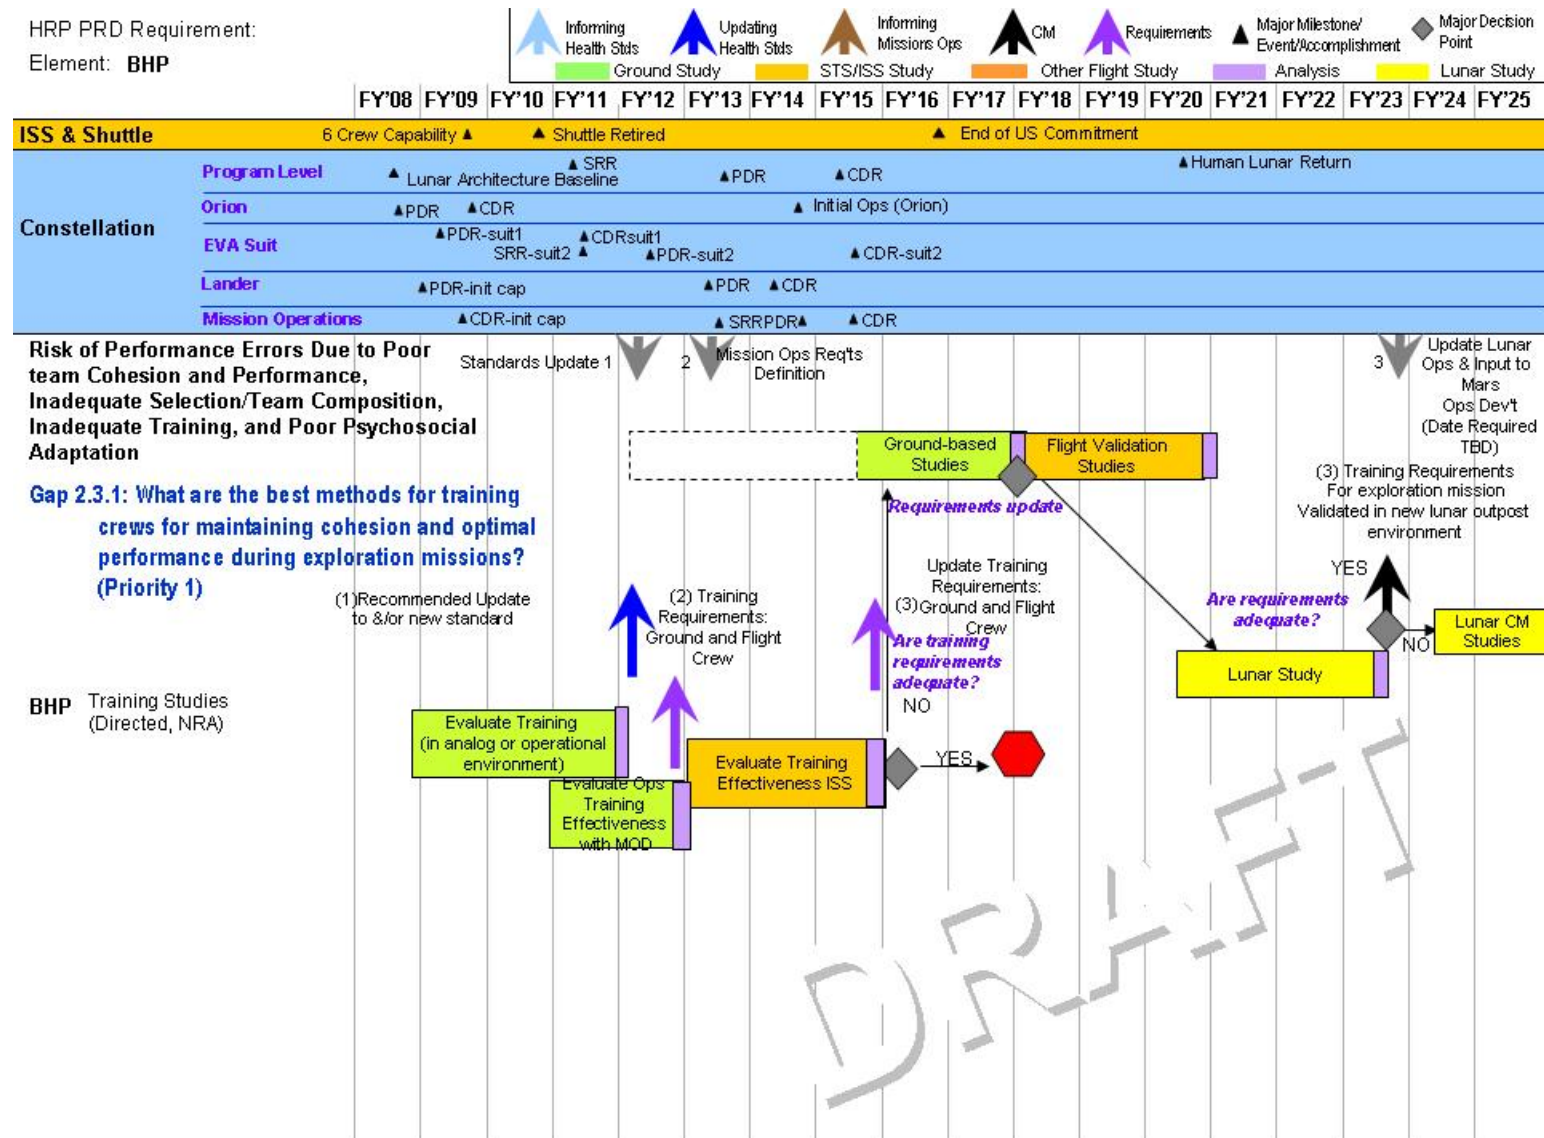 HRP PRD Requirement:
Element: BHP
Informing
Health Stds
Updating
Health Stds
Informing
Missions Ops
CM
Requirements
Major Milestone/
Event/Accomplishment
Major Decision
Point
Ground Study
STS/ISS Study
Other Flight Study
Analysis
Lunar Study
FY'08 FY'09 FY'10 FY'11 FY'12 FY'13 FY'14 FY'15 FY'16 FY'17 FY'18 FY'19 FY'20 FY'21 FY'22 FY'23 FY'24 FY'25
ISS & Shuttle
6 Crew Capability
Shuttle Retired
End of US Commitment
Constellation
Program Level
Lunar Architecture Baseline
SRR
PDR
CDR
Human Lunar Return
Orion
PDR
CDR
Initial Ops (Orion)
EVA Suit
PDR-suit1
SRR-suit2
CDRsuit1
PDR-suit2
CDR-suit2
Lander
PDR-init cap
PDR
CDR
Mission Operations
CDR-init cap
SRR
PDR
CDR
Risk of Performance Errors Due to Poor
team Cohesion and Performance,
Inadequate Selection/Team Composition,
Inadequate Training, and Poor Psychosocial
Adaptation
Standards Update 1
2
Mission Ops Req'ts
Definition
3
Update Lunar
Ops & Input to
Mars
Ops Dev't
(Date Required
TBD)
Gap 2.3.1: What are the best methods for training
crews for maintaining cohesion and optimal
performance during exploration missions?
(Priority 1)
Ground-based
Studies
Flight Validation
Studies
Requirements update
(3) Training Requirements
For exploration mission
Validated in new lunar outpost
environment
(1)Recommended Update
to &/or new standard
(2) Training
Requirements:
Ground and Flight
Crew
Update Training
Requirements:
(3)Ground and Flight
Crew
Are training
requirements
adequate?
NO
YES
Are requirements
adequate?
NO
Lunar CM
Studies
Lunar Study
BHP
Training Studies
(Directed, NRA)
Evaluate Training
(in analog or operational
environment)
Evaluate Ops
Training
Effectiveness
with MOD
Evaluate Training
Effectiveness ISS
YES
DRAFT